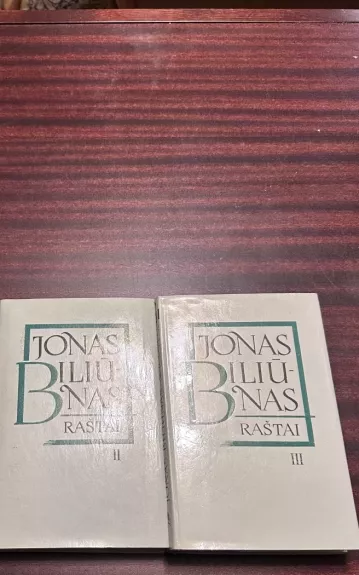 JONAS
BILIŪ-
NAS
RAŠTAI
II
JONAS
BILIŪ-
NAS
RAŠTAI
III